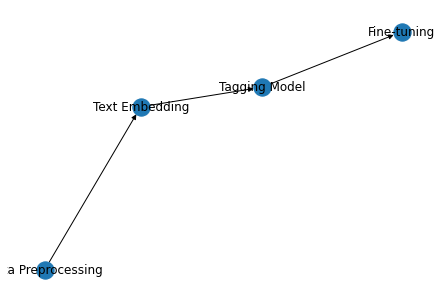 Fine-tuning
Tagging Model
Text Embedding
a Preprocessing